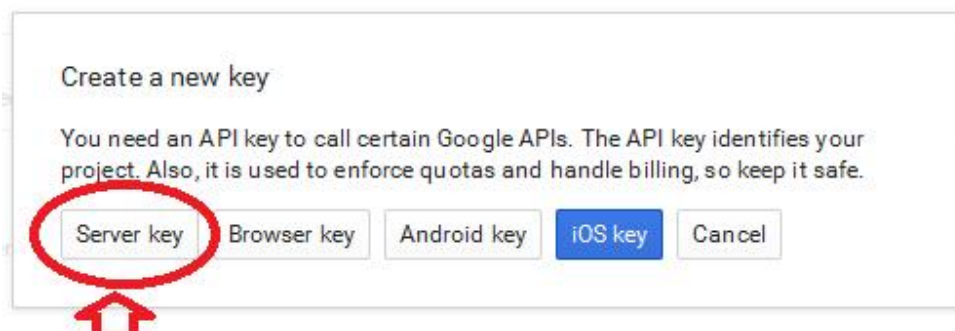 Create a new key
You need an API key to call certain Google APIs. The API key identifies your
project. Also, it is used to enforce quotas and handle billing, so keep it safe.
Server key Browser key Android key iOS key Cancel